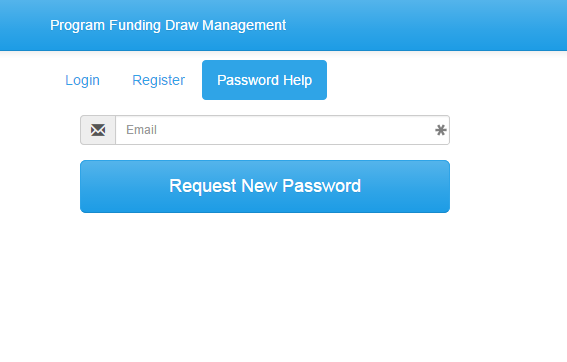 Program Funding Draw Management
Login Register Password Help
Email
Request New Password